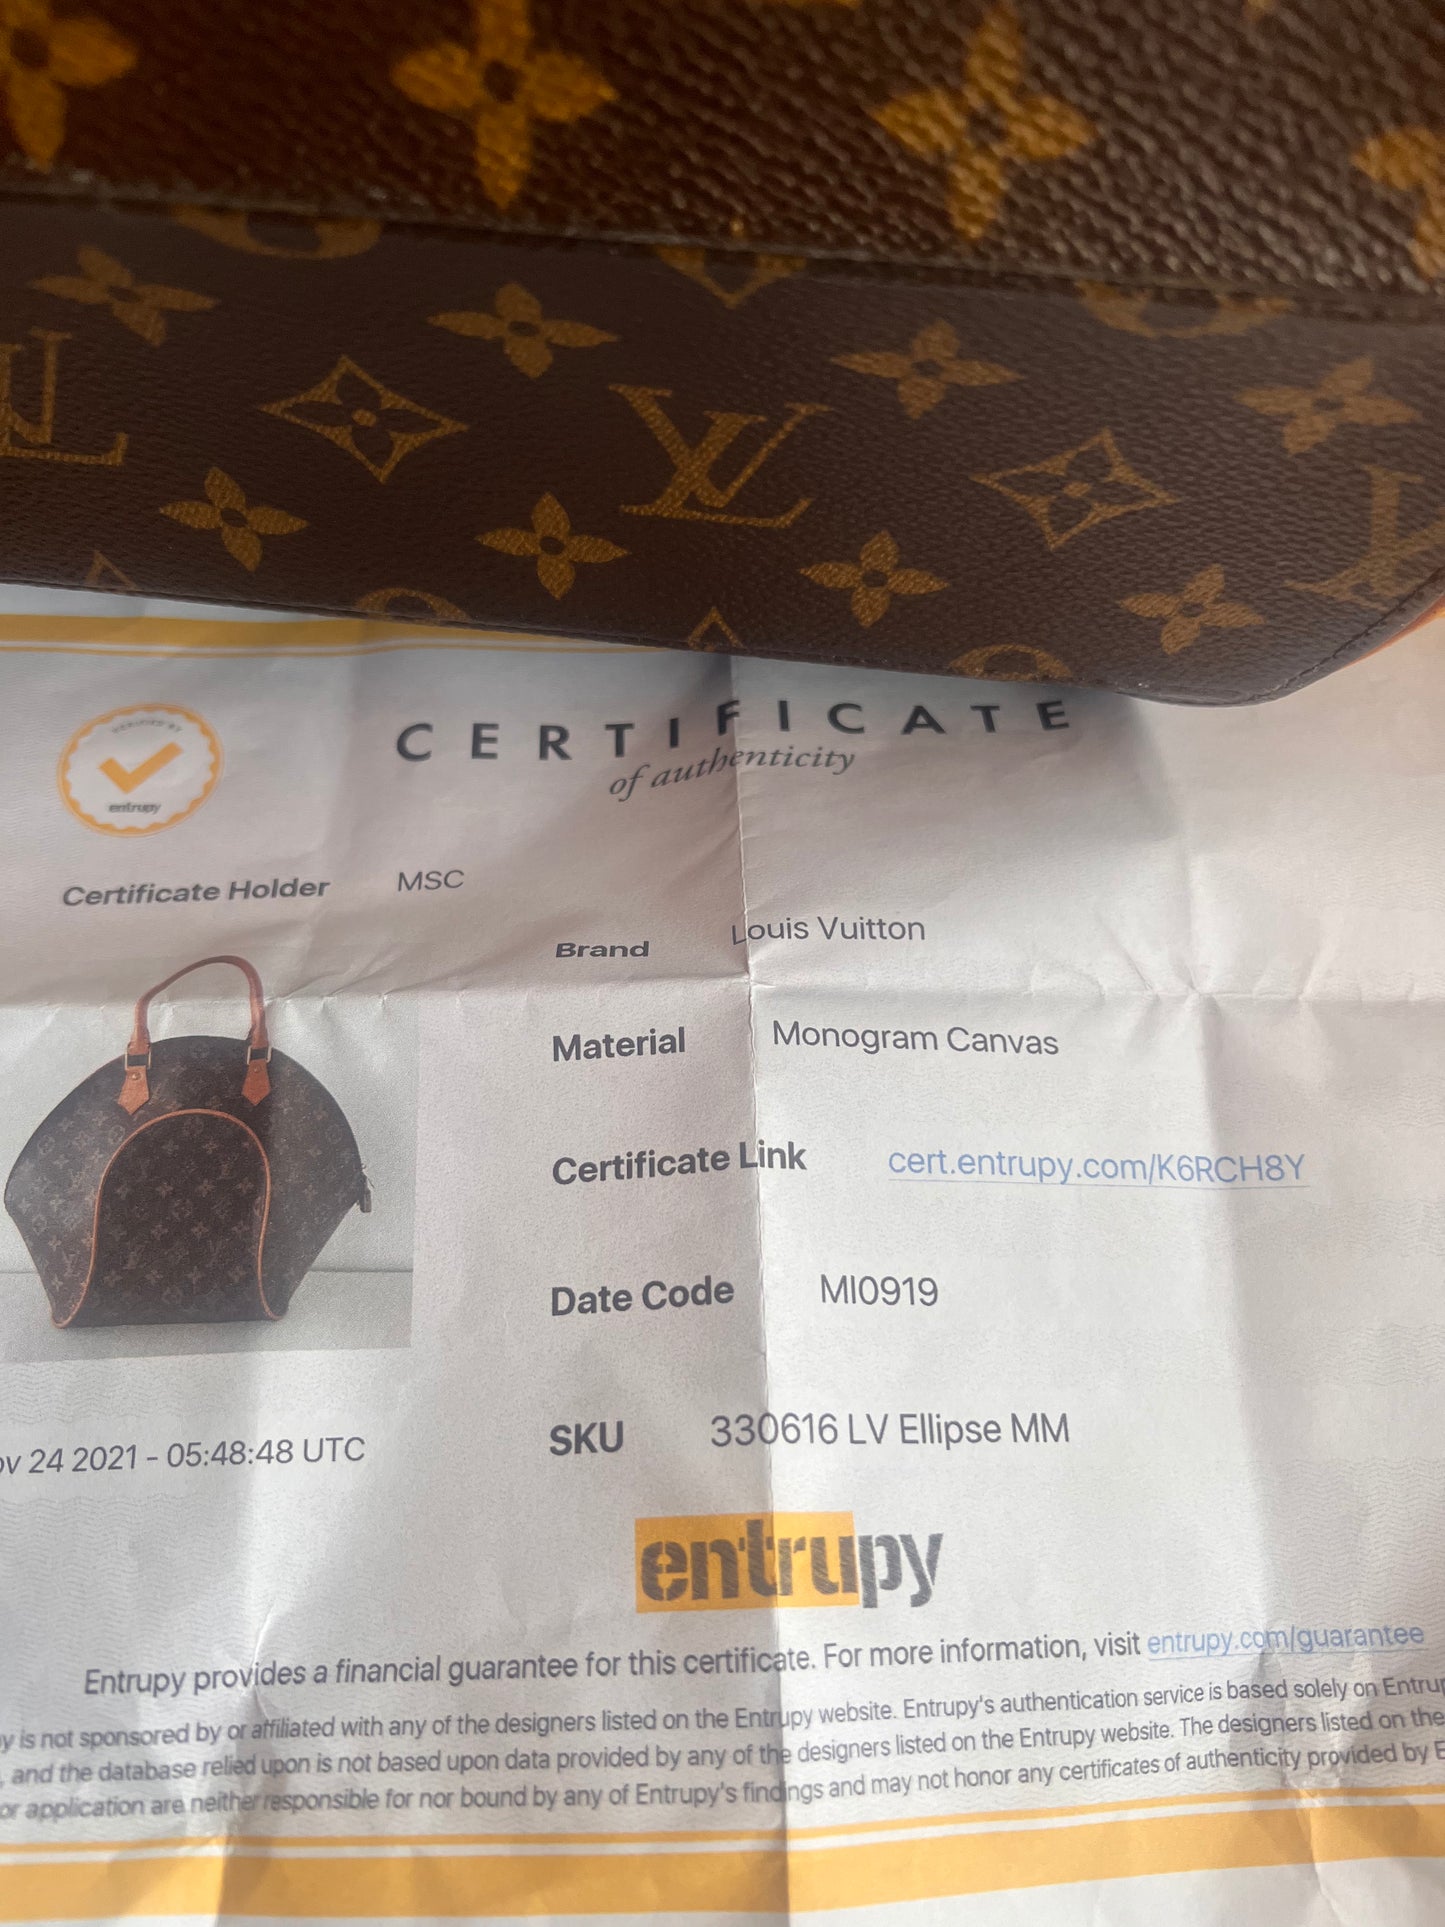 LV
CERTIFICATE
of authenticity
VERIFIED BY
entrupy
Certificate Holder MSC
Brand Louis Vuitton
Material Monogram Canvas
Certificate Link cert.entrupy.com/K6RCH8Y
Date Code MI0919
SKU 330616 LV Ellipse MM
24 2021 - 05:48:48 UTC
entrupy
Entrupy provides a financial guarantee for this certificate. For more information, visit entrupy.com/guarantee
is not sponsored by or affiliated with any of the designers listed on the Entrupy website. Entrupy's authentication service is based solely on
, and the database relied upon is not based upon data provided by any of the designers listed on the Entrupy website. The designers listed on the
or application are neither responsible for nor bound by any of Entrupy's findings and may not honor any certificates of authenticity provided by